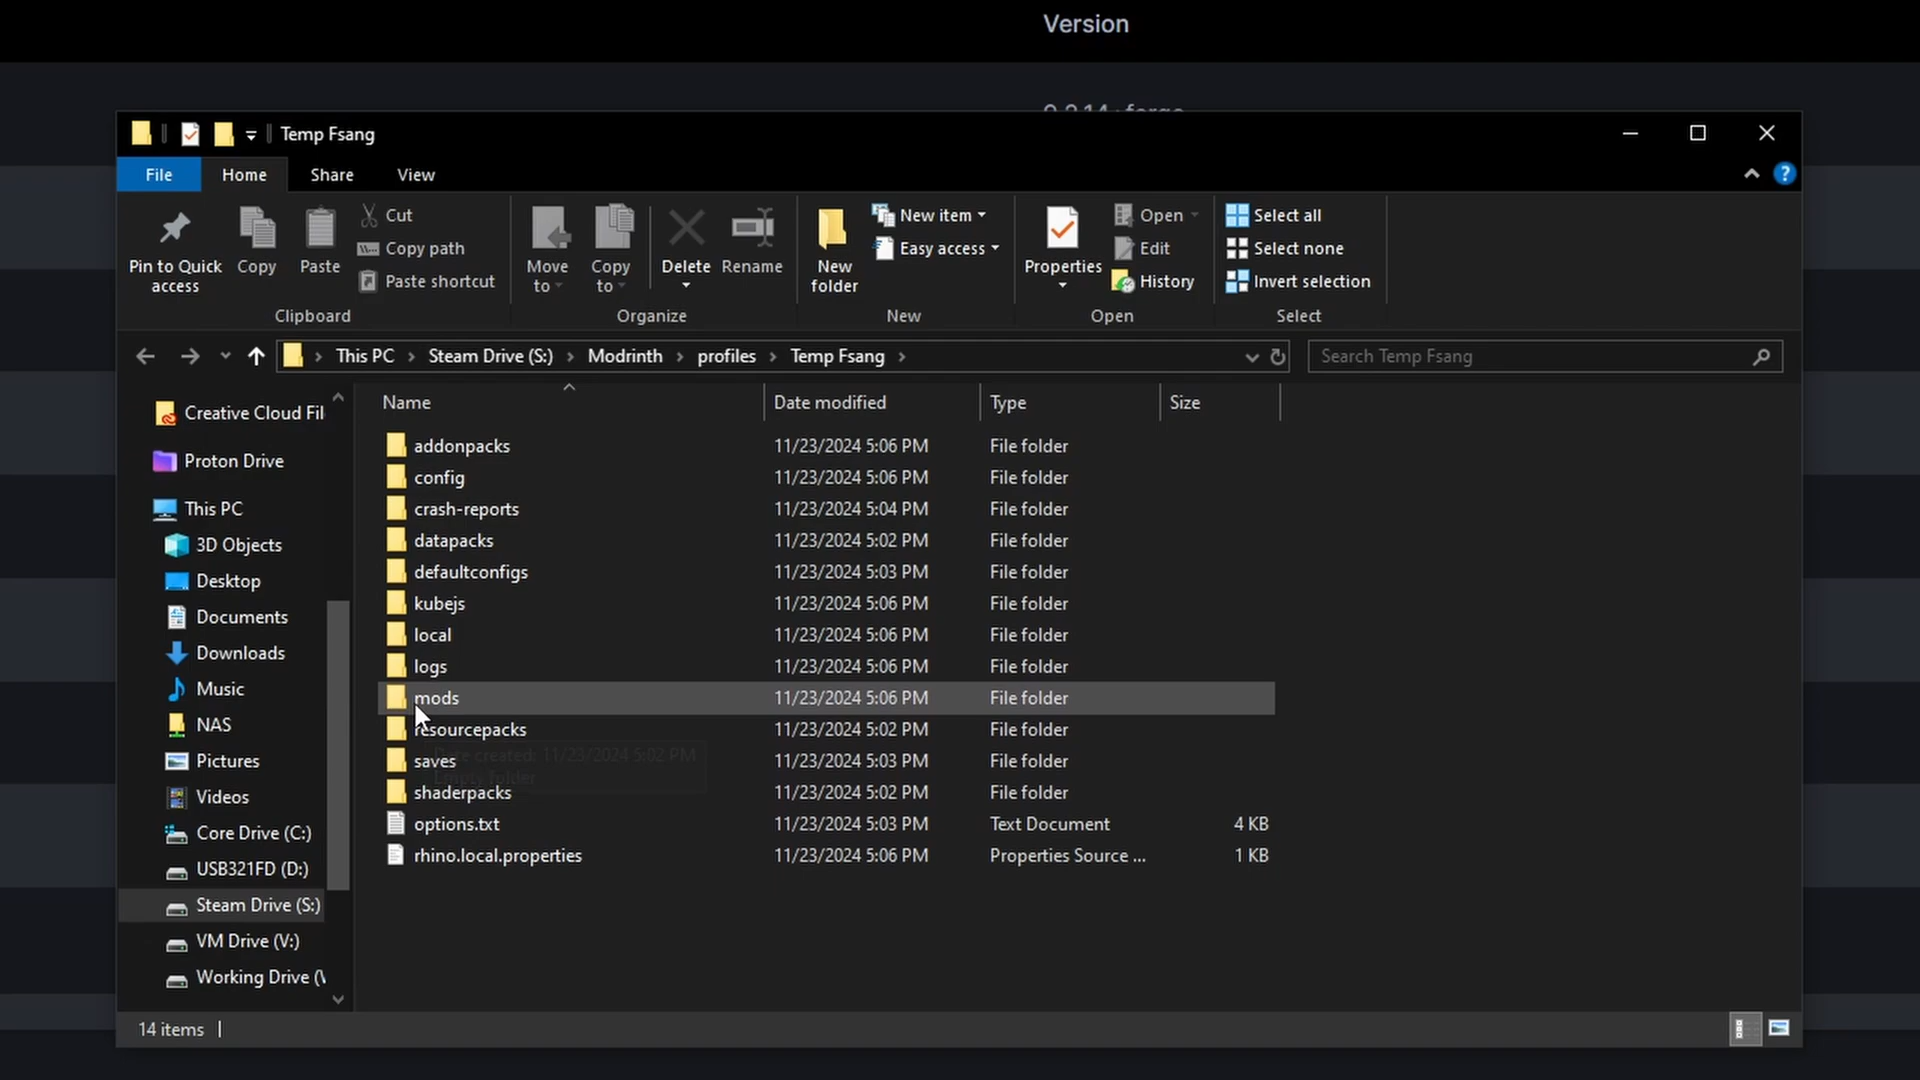 Version
Temp Fsang
File
Home
Share
View
Pin to Quick access
Copy
Paste
Cut
Copy path
Paste shortcut
Clipboard
Move to
Copy to
Delete
Rename
Organize
New folder
New item
Easy access
New
Properties
Open
Edit
History
Open
Select all
Select none
Invert selection
Select
This PC
Steam Drive (S:)
Modrinth
profiles
Temp Fsang
Search Temp Fsang
Name
Date modified
Type
Size
Creative Cloud Fil
Proton Drive
This PC
3D Objects
Desktop
Documents
Downloads
Music
NAS
Pictures
Videos
Core Drive (C:)
USB321FD (D:)
Steam Drive (S:)
VM Drive (V:)
Working Drive (
addonpacks 11/23/2024 5:06 PM File folder
config 11/23/2024 5:06 PM File folder
crash-reports 11/23/2024 5:04 PM File folder
datapacks 11/23/2024 5:02 PM File folder
defaultconfigs 11/23/2024 5:03 PM File folder
kubejs 11/23/2024 5:06 PM File folder
local 11/23/2024 5:06 PM File folder
logs 11/23/2024 5:06 PM File folder
mods 11/23/2024 5:06 PM File folder
resourcepacks 11/23/2024 5:02 PM File folder
Date created: 11/23/2024 5:02 PM
saves 11/23/2024 5:03 PM File folder
Empty folder
shaderpacks 11/23/2024 5:02 PM File folder
options.txt 11/23/2024 5:03 PM Text Document 4 KB
rhino.local.properties 11/23/2024 5:06 PM Properties Source ... 1 KB
14 items